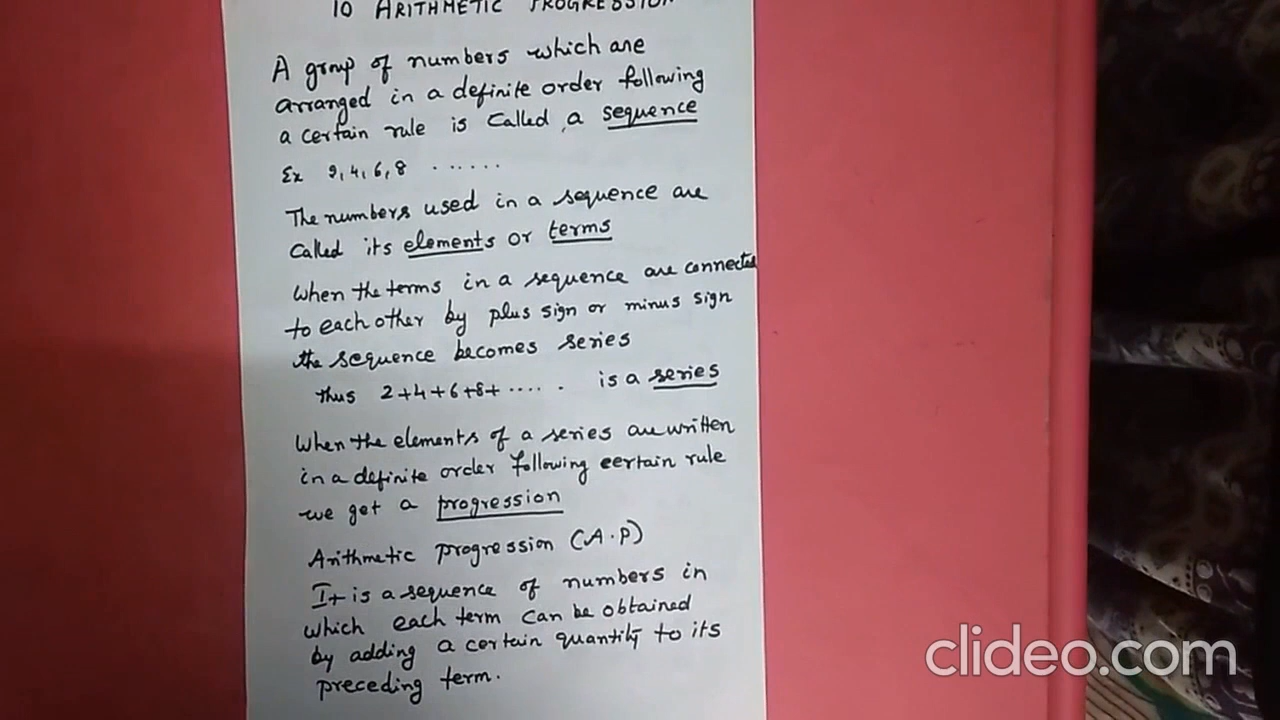 10 ARITHMETIC PROGRESSION
A group of numbers which are
arranged in a definite order following
a certain rule is called a sequence
Ex 2, 4, 6, 8 ......
The numbers used in a sequence are
called its elements or terms
When the terms in a sequence are connected
to each other by plus sign or minus sign
the sequence becomes series
thus 2+4+6+8+ ..... . is a series
When the elements of a series are written
in a definite order following certain rule
we get a progression
Arithmetic progression (A.P)
It is a sequence of numbers in
which each term can be obtained
by adding a certain quantity to its
preceding term.
clideo.com